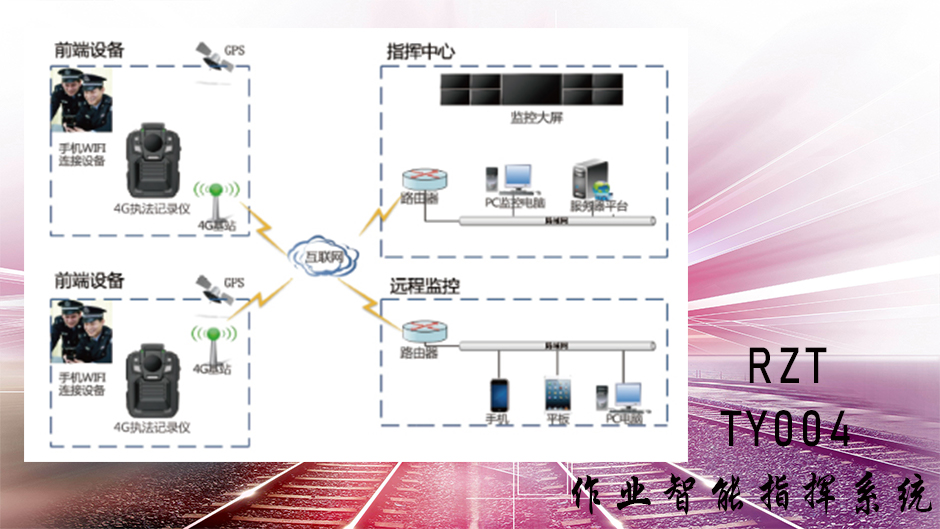 前端设备
GPS
手机WIFI
连接设备
4G执法记录仪
4G基站
前端设备
GPS
手机WIFI
连接设备
4G基站
4G执法记录仪
互联网
指挥中心
监控大屏
路由器
PC监控电脑
服务器平台
局域网
远程监控
路由器
局域网
手机
平板
PC电脑
RZT
TY004
作业智能指挥系统